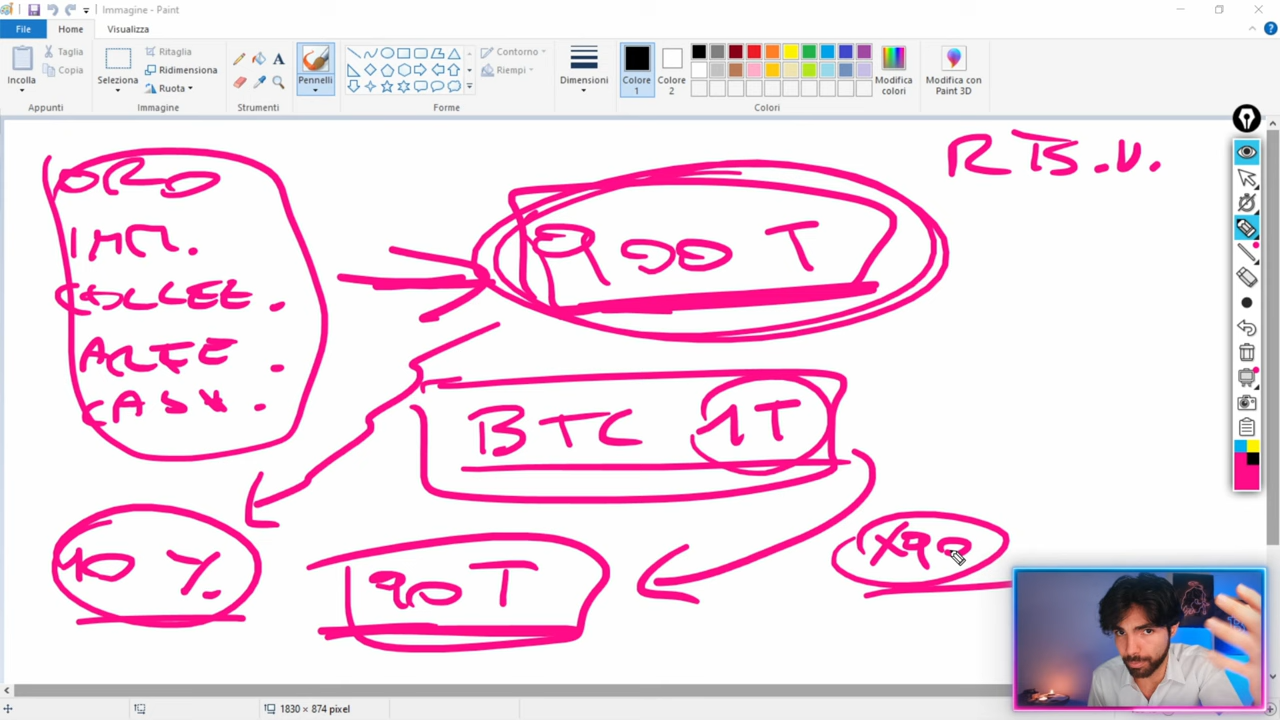 Immagine - Paint
File Home Visualizza
Incolla
Taglia
Copia
Appunti
Seleziona
Ritaglia
Ridimensiona
Ruota
Immagine
Strumenti
Pennelli
Forme
Contorno
Riempi
Dimensioni
Colore 1
Colore 2
Colori
Modifica colori
Modifica con Paint 3D
R B.V.
ORO
IMM.
COLLEZ.
ARTE.
CASH.
900 T
BTC 1T
10 %
90 T
X90
1830 × 874 pixel